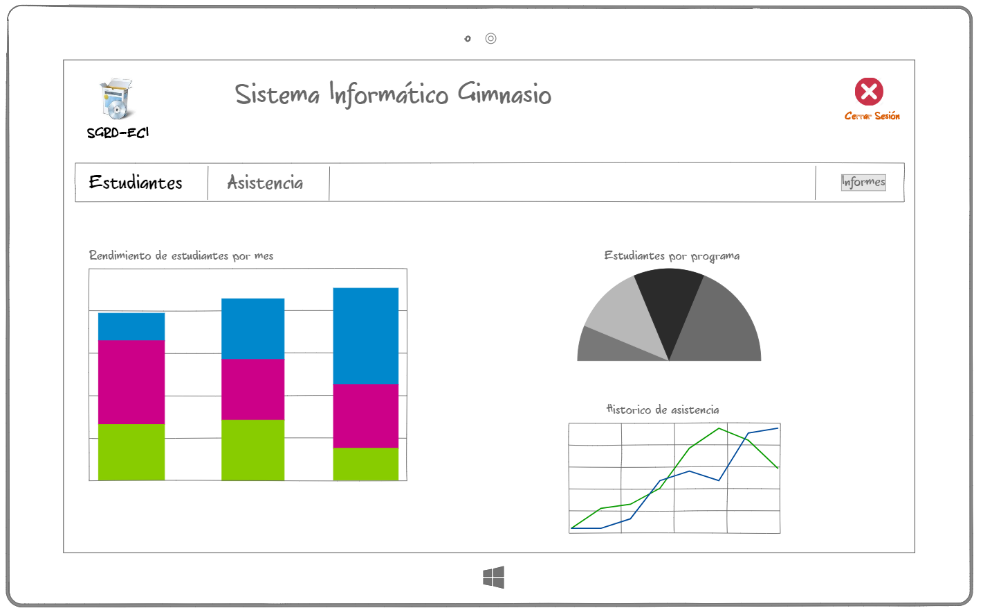 Sistema Informático Gimnasio
SGRD-ECI
Cerrar Sesión
Estudiantes
Asistencia
Informes
Rendimiento de estudiantes por mes
Estudiantes por programa
Historico de asistencia